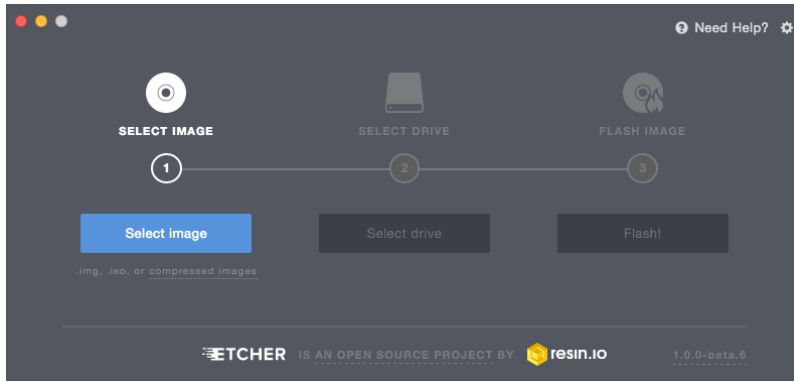 Need Help?
SELECT IMAGE SELECT DRIVE FLASH IMAGE
1 2 3
Select image Select drive Flash!
.img, .iso, or compressed images
ETCHER IS AN OPEN SOURCE PROJECT BY resin.io 1.0.0-beta.6